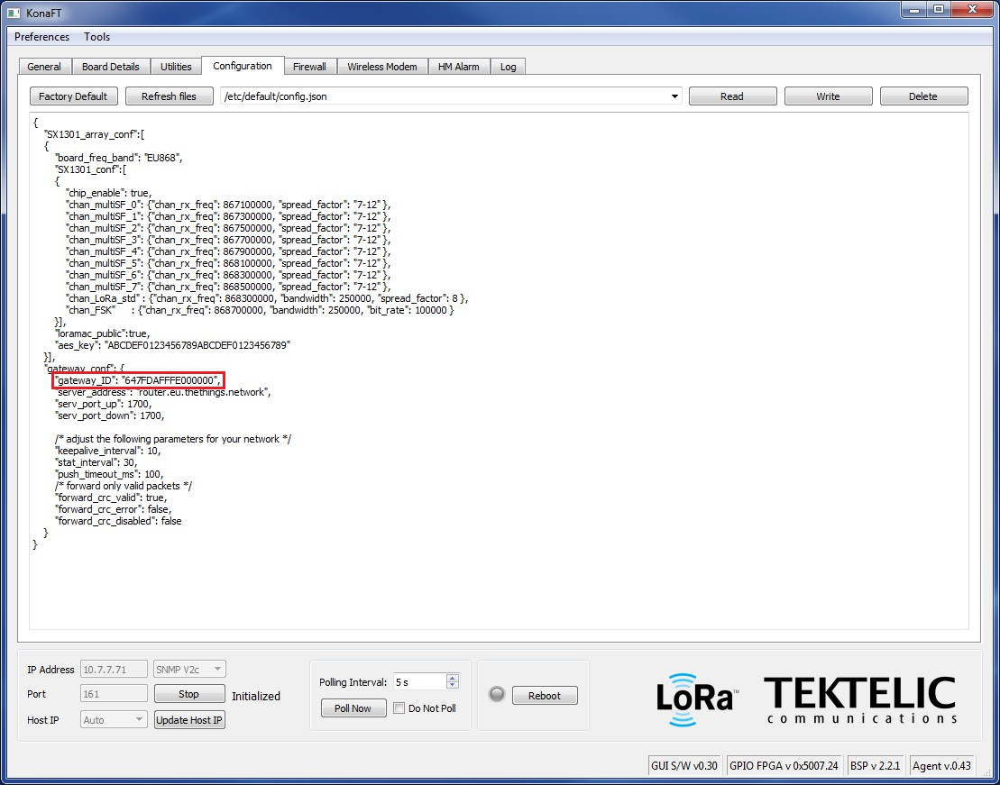 KonaFT
Preferences Tools
General Board Details Utilities Configuration Firewall Wireless Modem HM Alarm Log
Factory Default Refresh files /etc/default/config.json Read Write Delete
{
"SX1301_array_conf":[
{
"board_freq_band": "EU868",
"SX1301_conf":[
{
"chip_enable": true,
"chan_multiSF_0": {"chan_rx_freq": 867100000, "spread_factor": "7-12" },
"chan_multiSF_1": {"chan_rx_freq": 867300000, "spread_factor": "7-12" },
"chan_multiSF_2": {"chan_rx_freq": 867500000, "spread_factor": "7-12" },
"chan_multiSF_3": {"chan_rx_freq": 867700000, "spread_factor": "7-12" },
"chan_multiSF_4": {"chan_rx_freq": 867900000, "spread_factor": "7-12" },
"chan_multiSF_5": {"chan_rx_freq": 868100000, "spread_factor": "7-12" },
"chan_multiSF_6": {"chan_rx_freq": 868300000, "spread_factor": "7-12" },
"chan_multiSF_7": {"chan_rx_freq": 868500000, "spread_factor": "7-12" },
"chan_LoRa_std" : {"chan_rx_freq": 868300000, "bandwidth": 250000, "spread_factor": 8 },
"chan_FSK" : {"chan_rx_freq": 868700000, "bandwidth": 250000, "bit_rate": 100000 }
}],
"loramac_public":true,
"aes_key": "ABCDEF0123456789ABCDEF0123456789"
}],
"gateway_conf": {
"gateway_ID": "647FDAFFFE000000",
"server_address": "router.eu.thethings.network",
"serv_port_up": 1700,
"serv_port_down": 1700,
/* adjust the following parameters for your network */
"keepalive_interval": 10,
"stat_interval": 30,
"push_timeout_ms": 100,
/* forward only valid packets */
"forward_crc_valid": true,
"forward_crc_error": false,
"forward_crc_disabled": false
}
}
IP Address 10.7.7.71 SNMP V2c
Port 161 Stop Initialized
Host IP Auto Update Host IP
Polling Interval: 5 s
Poll Now Do Not Poll
Reboot
LoRa™
TEKTELIC
communications
GUI S/W v0.30 GPIO FPGA v 0x5007.24 BSP v 2.2.1 Agent v.0.43